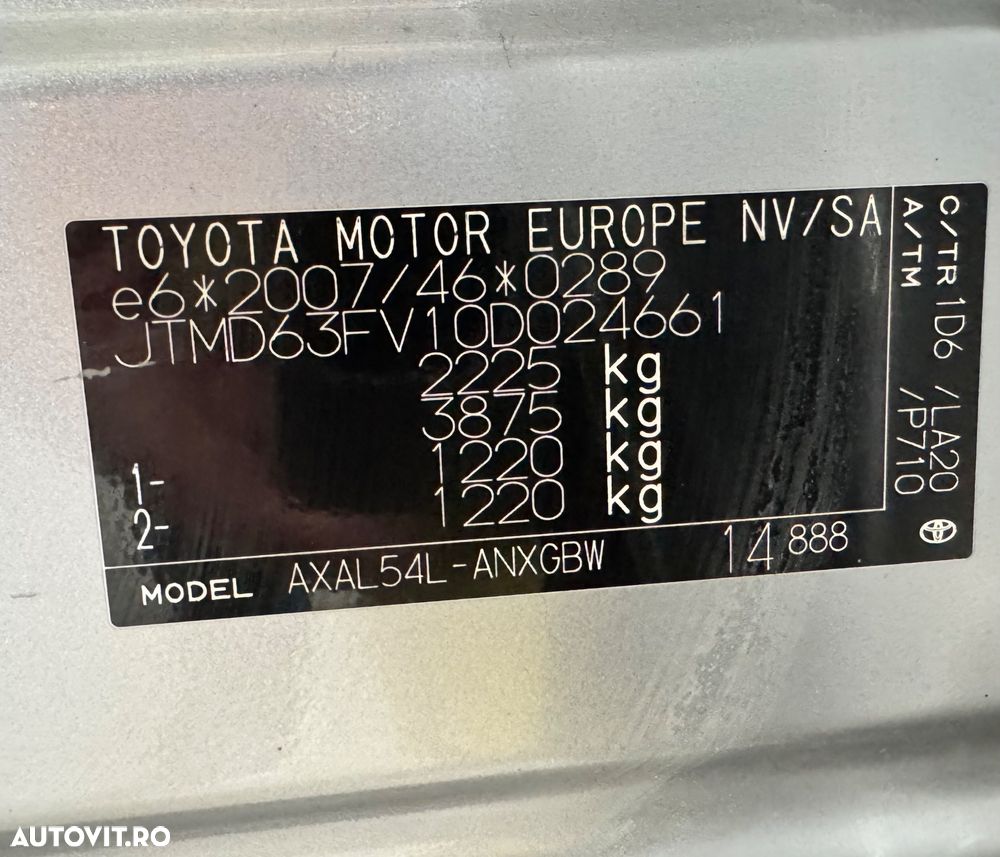 TOYOTA MOTOR EUROPE NV/SA
e6*2007/46*0289
JTMD63FV10D024661
2225 kg
3875 kg
1- 1220 kg
2- 1220 kg
MODEL AXAL54L-ANXGBW 14 888
C/TR 1D6 /LA20
A/TM /P710
AUTOVIT.RO